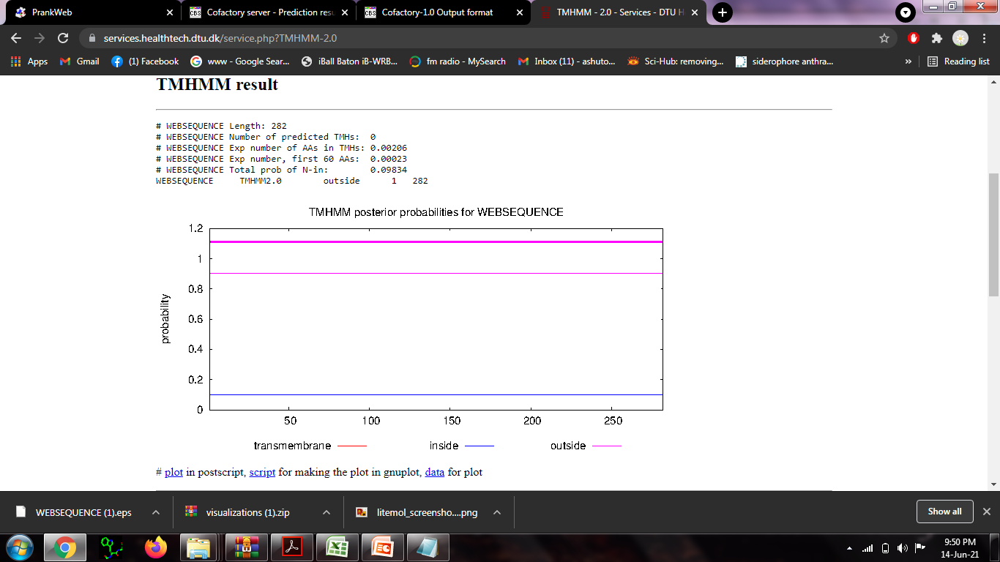 PrankWeb
Cofactory server - Prediction resu
Cofactory-1.0 Output format
TMHMM - 2.0 - Services - DTU H
services.healthtech.dtu.dk/service.php?TMHMM-2.0
Apps
Gmail
(1) Facebook
www - Google Sear...
iBall Baton iB-WRB...
fm radio - MySearch
Inbox (11) - ashuto...
Sci-Hub: removing...
siderophore anthra...
»
Reading list
TMHMM result
# WEBSEQUENCE Length: 282
# WEBSEQUENCE Number of predicted TMHs:  0
# WEBSEQUENCE Exp number of AAs in TMHs: 0.00206
# WEBSEQUENCE Exp number, first 60 AAs:  0.00023
# WEBSEQUENCE Total prob of N-in:        0.09834
WEBSEQUENCE     TMHMM2.0        outside      1   282
TMHMM posterior probabilities for WEBSEQUENCE
1.2
1
0.8
0.6
0.4
0.2
0
probability
50 100 150 200 250
transmembrane inside outside
# plot in postscript, script for making the plot in gnuplot, data for plot
WEBSEQUENCE (1).eps
visualizations (1).zip
litemol_screensho....png
Show all
9:50 PM
14-Jun-21